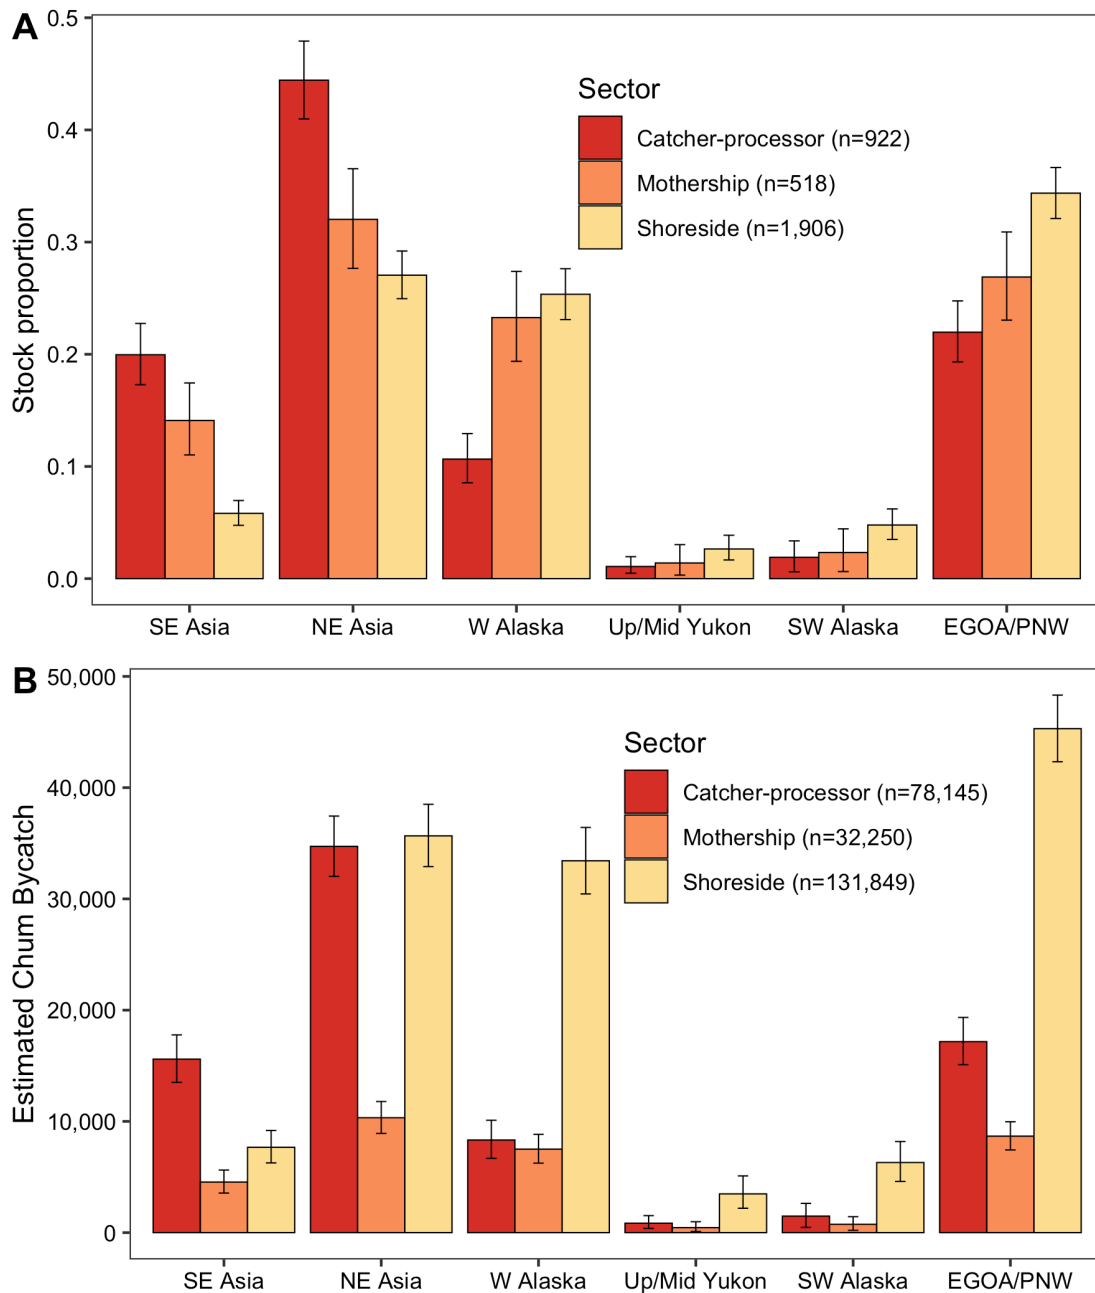 A
0.5
0.4
0.3
0.2
0.1
0.0
Stock proportion
Sector
Catcher-processor (n=922)
Mothership (n=518)
Shoreside (n=1,906)
SE Asia
NE Asia
W Alaska
Up/Mid Yukon
SW Alaska
EGOA/PNW
B
50,000
40,000
30,000
20,000
10,000
0
Estimated Chum Bycatch
Sector
Catcher-processor (n=78,145)
Mothership (n=32,250)
Shoreside (n=131,849)
SE Asia
NE Asia
W Alaska
Up/Mid Yukon
SW Alaska
EGOA/PNW